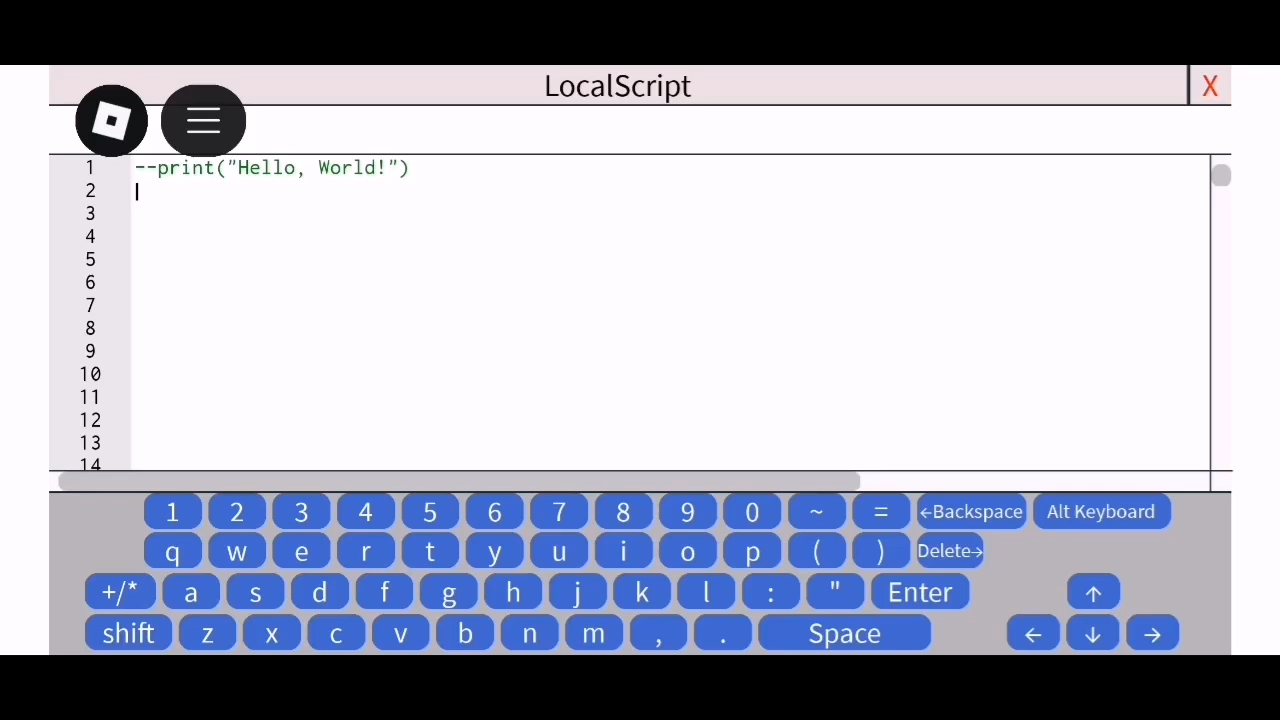 LocalScript X
1 --print("Hello, World!")
2
3
4
5
6
7
8
9
10
11
12
13
14
1 2 3 4 5 6 7 8 9 0 ~ = ←Backspace Alt Keyboard
q w e r t y u i o p ( ) Delete→
+/* a s d f g h j k l : " Enter ↑
shift z x c v b n m , . Space ← ↓ →